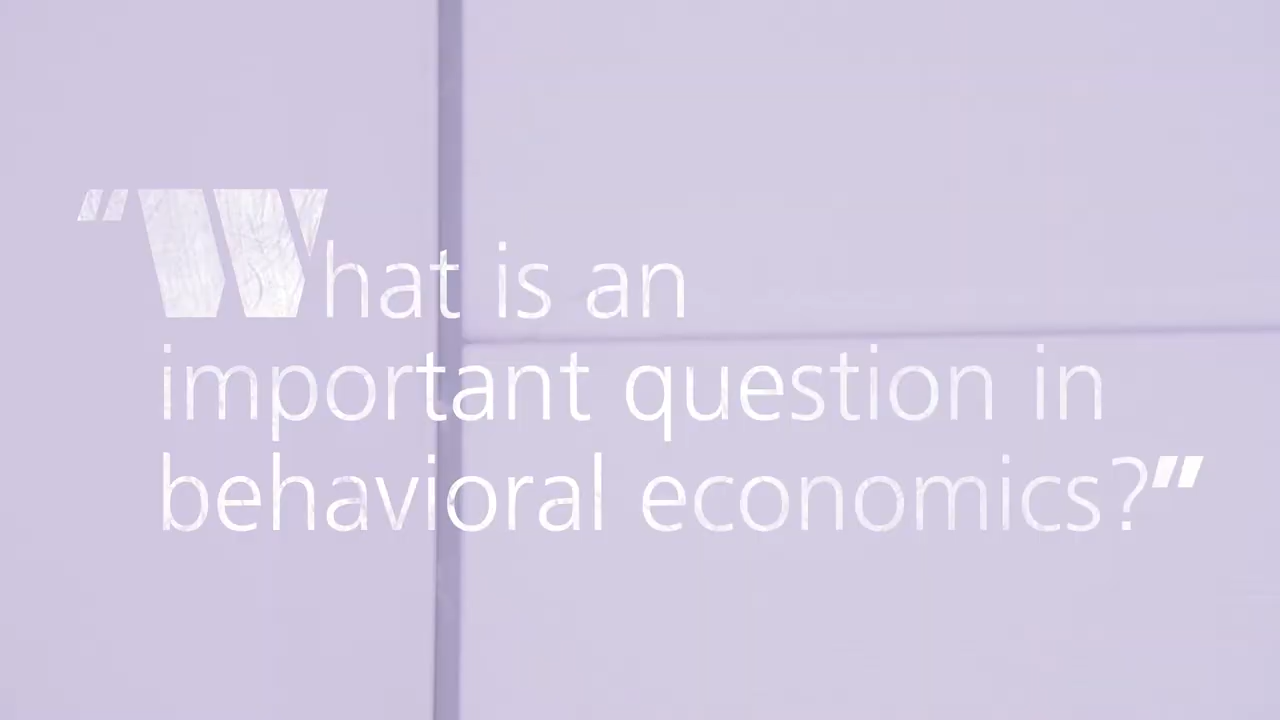 “What is an
important question in
behavioral economics?”